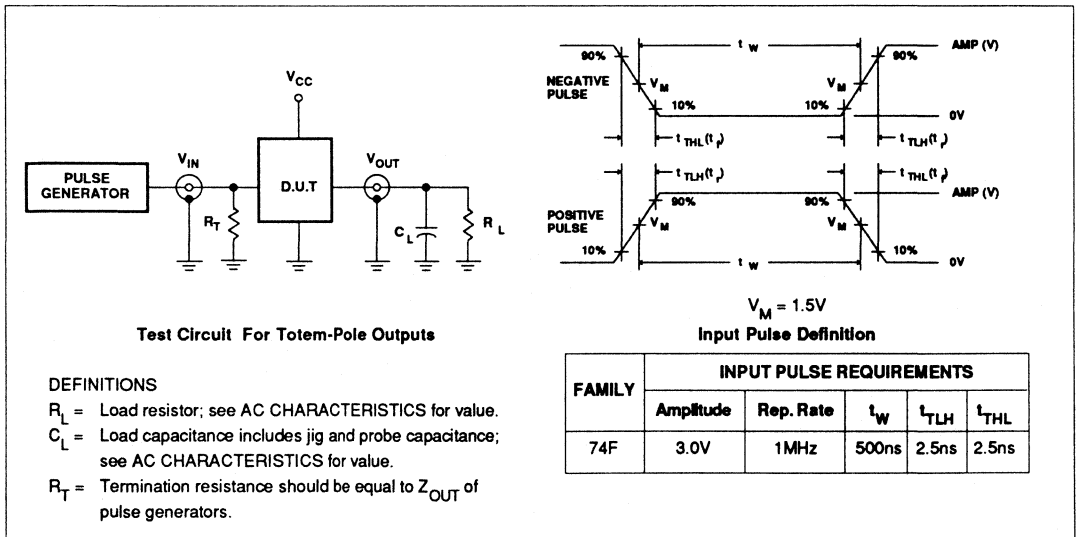 V_CC
V_IN
V_OUT
PULSE GENERATOR
D.U.T
R_T
C_L
R_L
Test Circuit For Totem-Pole Outputs
DEFINITIONS
R_L = Load resistor; see AC CHARACTERISTICS for value.
C_L = Load capacitance includes jig and probe capacitance;
see AC CHARACTERISTICS for value.
R_T = Termination resistance should be equal to Z_OUT of
pulse generators.
t_W
AMP (V)
90%
90%
NEGATIVE
PULSE
V_M
V_M
10%
10%
0V
t_THL(t_f)
t_TLH(t_r)
t_TLH(t_r)
t_THL(t_f)
AMP (V)
90%
90%
POSITIVE
PULSE
V_M
V_M
10%
10%
t_W
0V
V_M = 1.5V
Input Pulse Definition
FAMILY
INPUT PULSE REQUIREMENTS
Amplitude Rep. Rate t_W t_TLH t_THL
74F 3.0V 1MHz 500ns 2.5ns 2.5ns